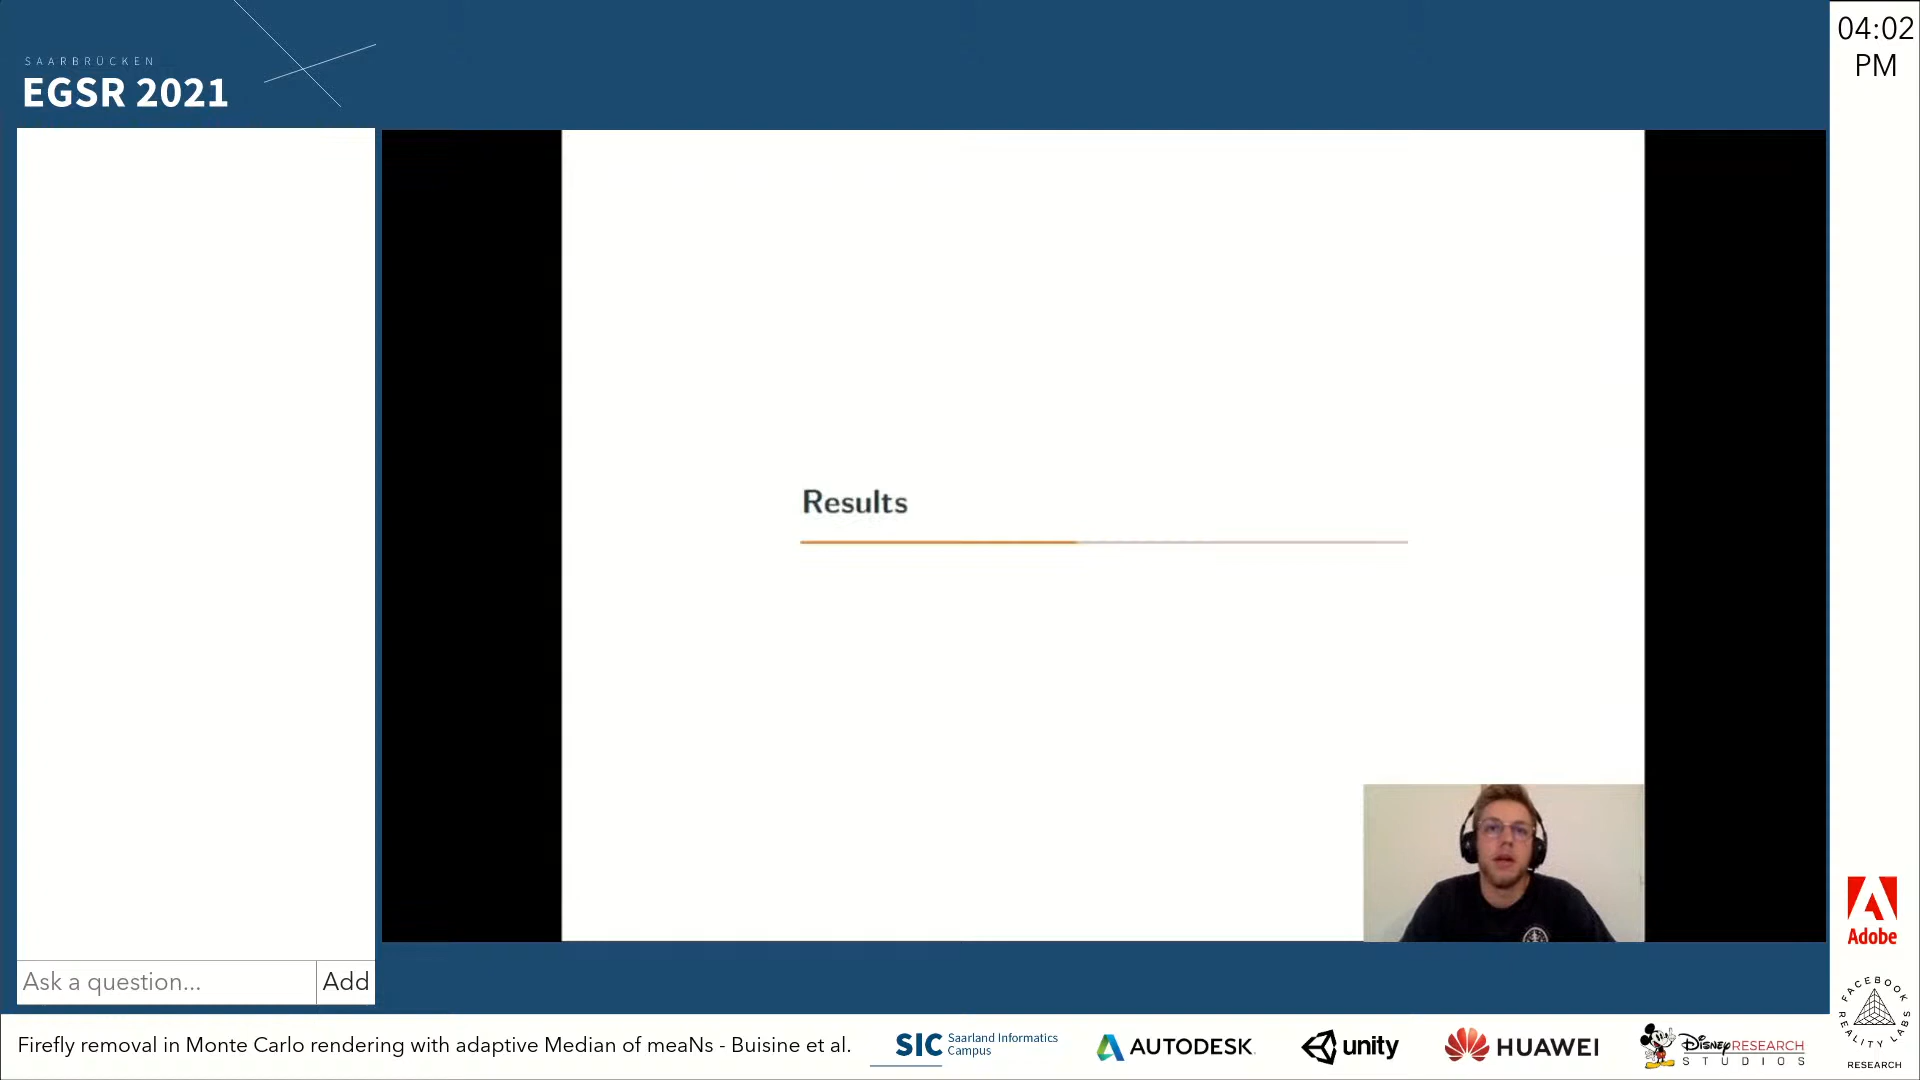 SAARBRÜCKEN
EGSR 2021
04:02
PM
Results
Ask a question...
Add
Firefly removal in Monte Carlo rendering with adaptive Median of meaNs - Buisine et al.
SIC Saarland Informatics
Campus
AUTODESK
unity
HUAWEI
Disney RESEARCH
STUDIOS
Adobe
FACEBOOK
REALITY LABS
RESEARCH